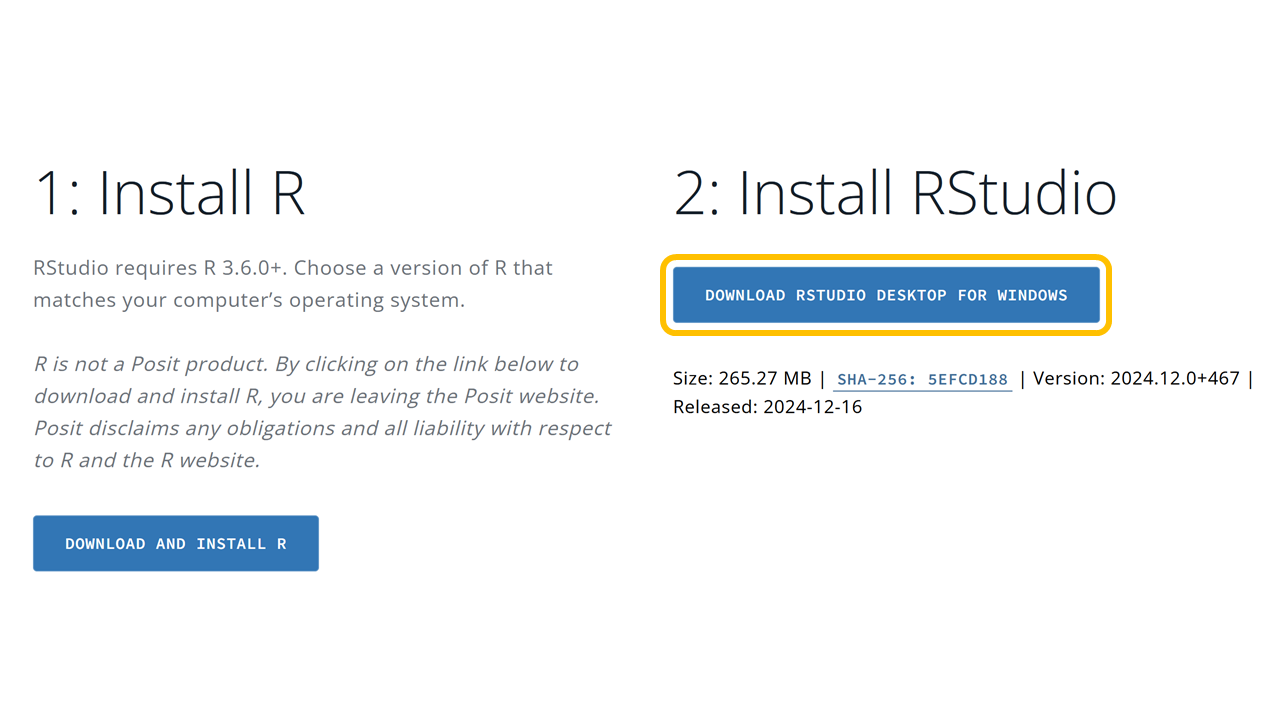 1: Install R
RStudio requires R 3.6.0+. Choose a version of R that
matches your computer’s operating system.
R is not a Posit product. By clicking on the link below to
download and install R, you are leaving the Posit website.
Posit disclaims any obligations and all liability with respect
to R and the R website.
DOWNLOAD AND INSTALL R
2: Install RStudio
DOWNLOAD RSTUDIO DESKTOP FOR WINDOWS
Size: 265.27 MB | SHA-256: 5EFCD188 | Version: 2024.12.0+467 |
Released: 2024-12-16